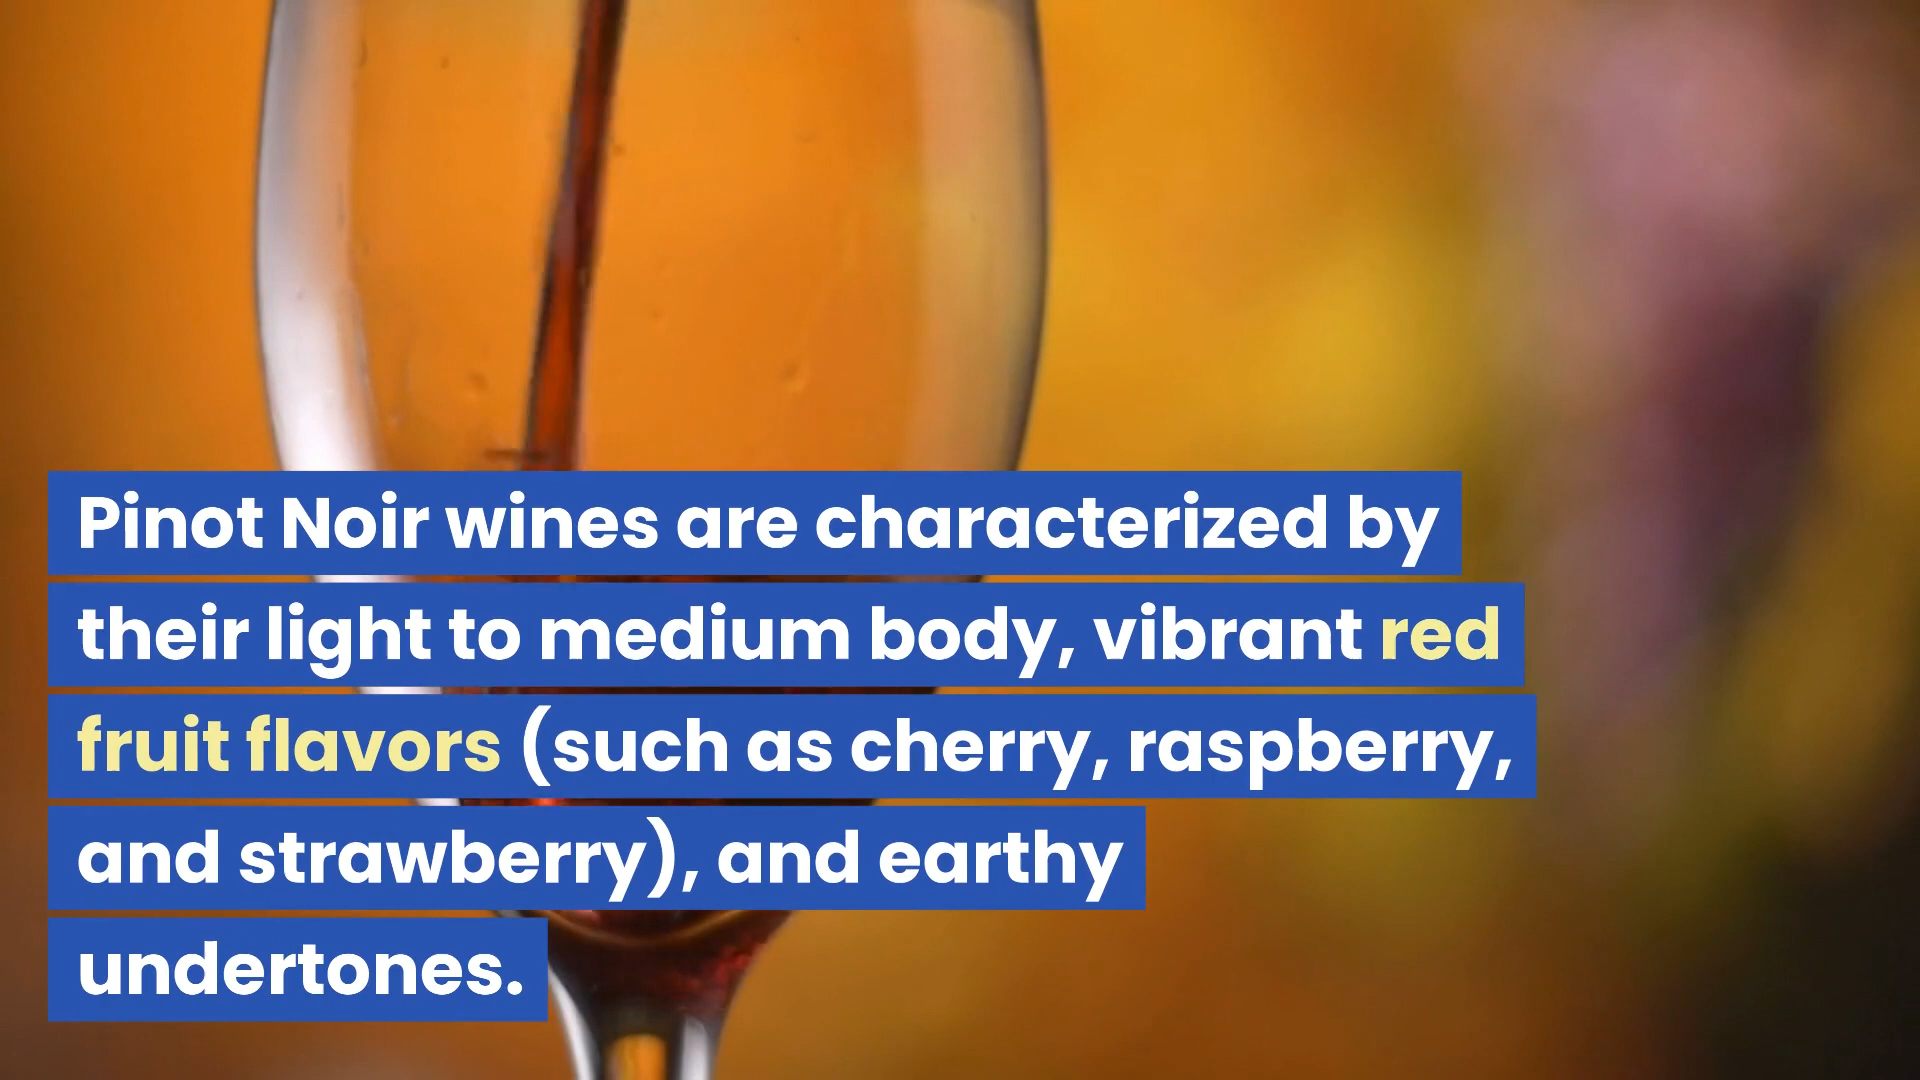 Pinot Noir wines are characterized by
their light to medium body, vibrant red
fruit flavors (such as cherry, raspberry,
and strawberry), and earthy
undertones.